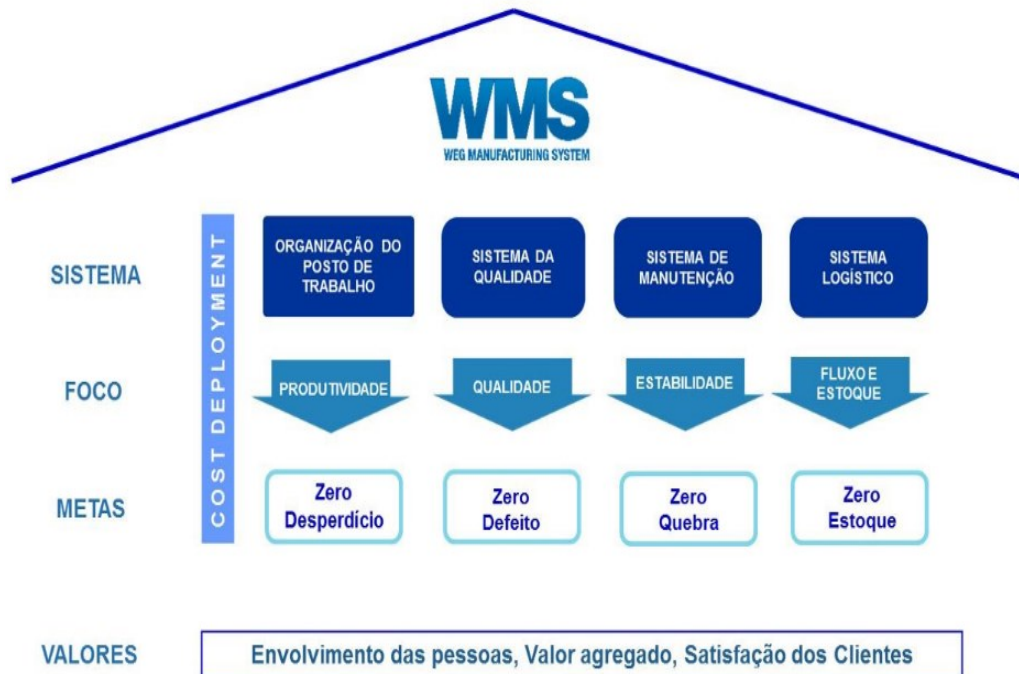 WMS
WEG MANUFACTURING SYSTEM
SISTEMA
COST DEPLOYMENT
ORGANIZAÇÃO DO
POSTO DE
TRABALHO
SISTEMA DA
QUALIDADE
SISTEMA DE
MANUTENÇÃO
SISTEMA
LOGÍSTICO
FOCO
PRODUTIVIDADE
QUALIDADE
ESTABILIDADE
FLUXO E
ESTOQUE
METAS
Zero
Desperdício
Zero
Defeito
Zero
Quebra
Zero
Estoque
VALORES
Envolvimento das pessoas, Valor agregado, Satisfação dos Clientes